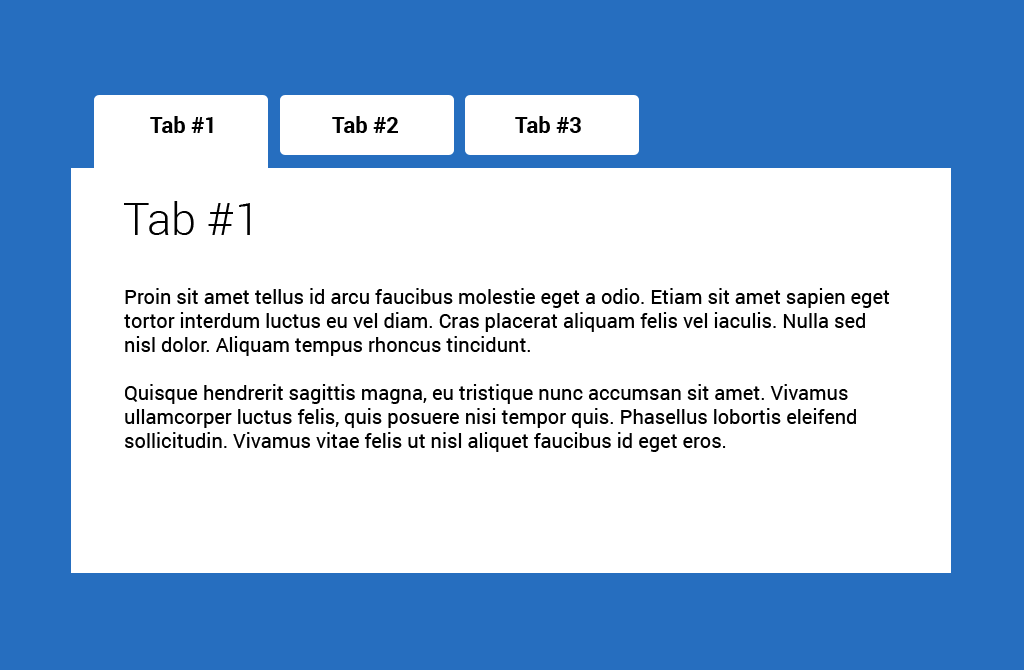 Tab #1
Tab #2
Tab #3
Tab #1
Proin sit amet tellus id arcu faucibus molestie eget a odio. Etiam sit amet sapien eget
tortor interdum luctus eu vel diam. Cras placerat aliquam felis vel iaculis. Nulla sed
nisl dolor. Aliquam tempus rhoncus tincidunt.
Quisque hendrerit sagittis magna, eu tristique nunc accumsan sit amet. Vivamus
ullamcorper luctus felis, quis posuere nisi tempor quis. Phasellus lobortis eleifend
sollicitudin. Vivamus vitae felis ut nisl aliquet faucibus id eget eros.